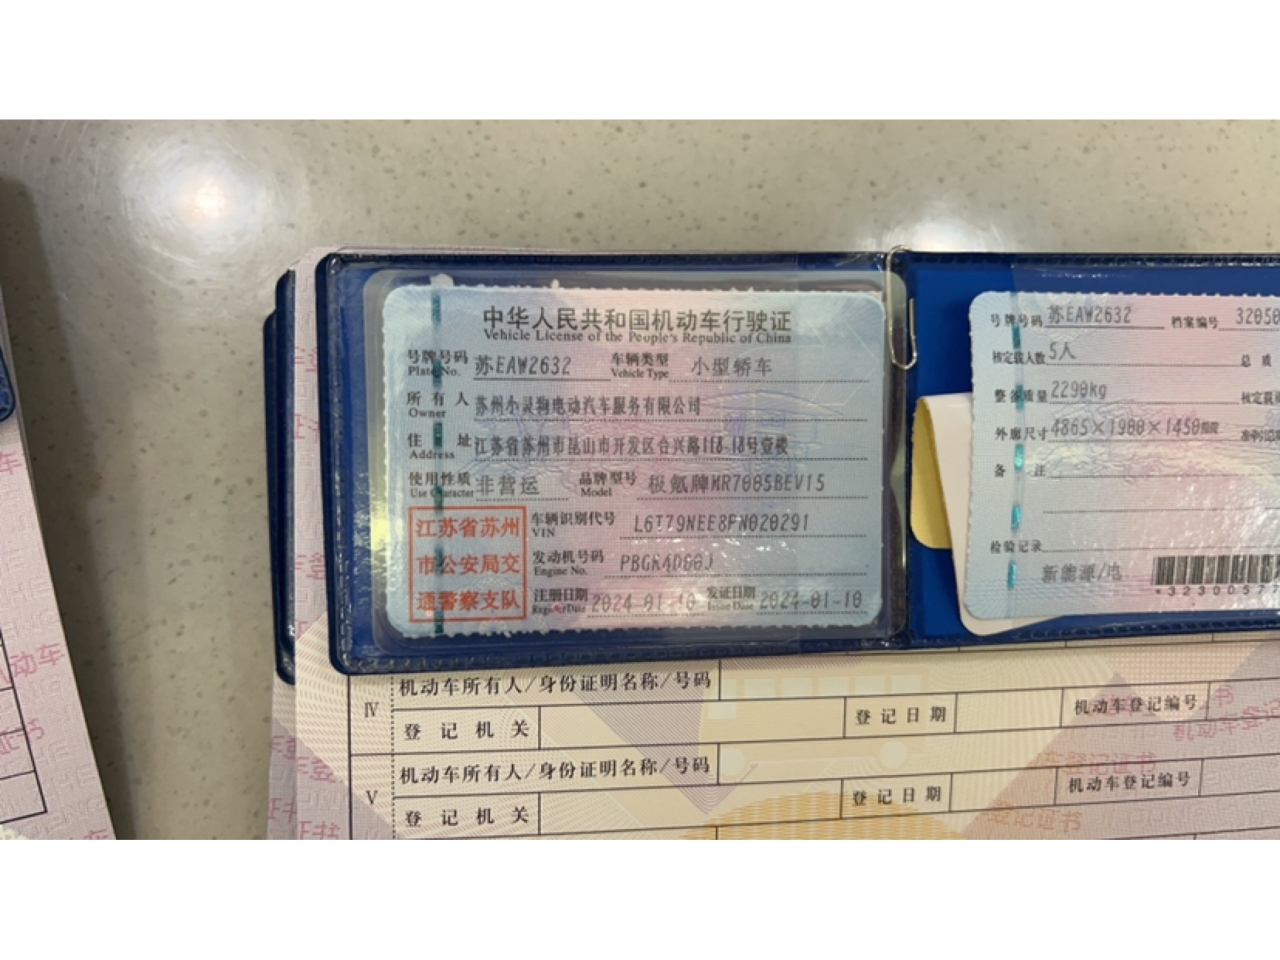 中华人民共和国机动车行驶证
Vehicle License of the People's Republic of China
号牌号码 苏EAW2632 车辆类型 小型轿车
Plate No. Vehicle Type
所有人 苏州小灵狗电动汽车服务有限公司
Owner
住址 江苏省苏州市昆山市开发区合兴路118-18号壹楼
Address
使用性质 非营运 品牌型号 极氪牌MR7005BEV15
Use Character Model
江苏省苏州
市公安局交
通警察支队
车辆识别代号 L6T79NEE8PN020291
VIN
发动机号码
Engine No.
注册日期 2024-01-10 发证日期 2024-01-10
Register Date Issue Date
号牌号码 苏EAW2632 档案编号 32050
核定载人数 5人 总质
整备质量 2290kg 核定载
外廓尺寸 4865×1900×1450
备注
检验记录
新能源/电
*3230057
IV 机动车所有人/身份证明名称/号码
登记机关 登记日期 机动车登记编号
V 机动车所有人/身份证明名称/号码
登记机关 登记日期 机动车登记编号